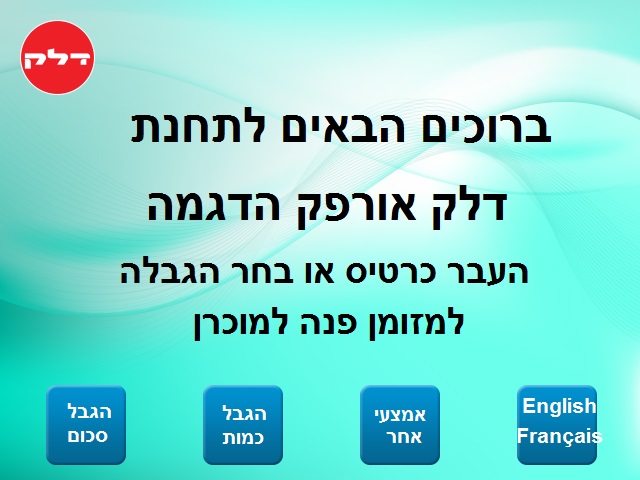 דלק
ברוכים הבאים לתחנת
דלק אורפק הדגמה
העבר כרטיס או בחר הגבלה
למזומן פנה למוכרן
English
Français
אמצעי
אחר
הגבל
כמות
הגבל
סכום